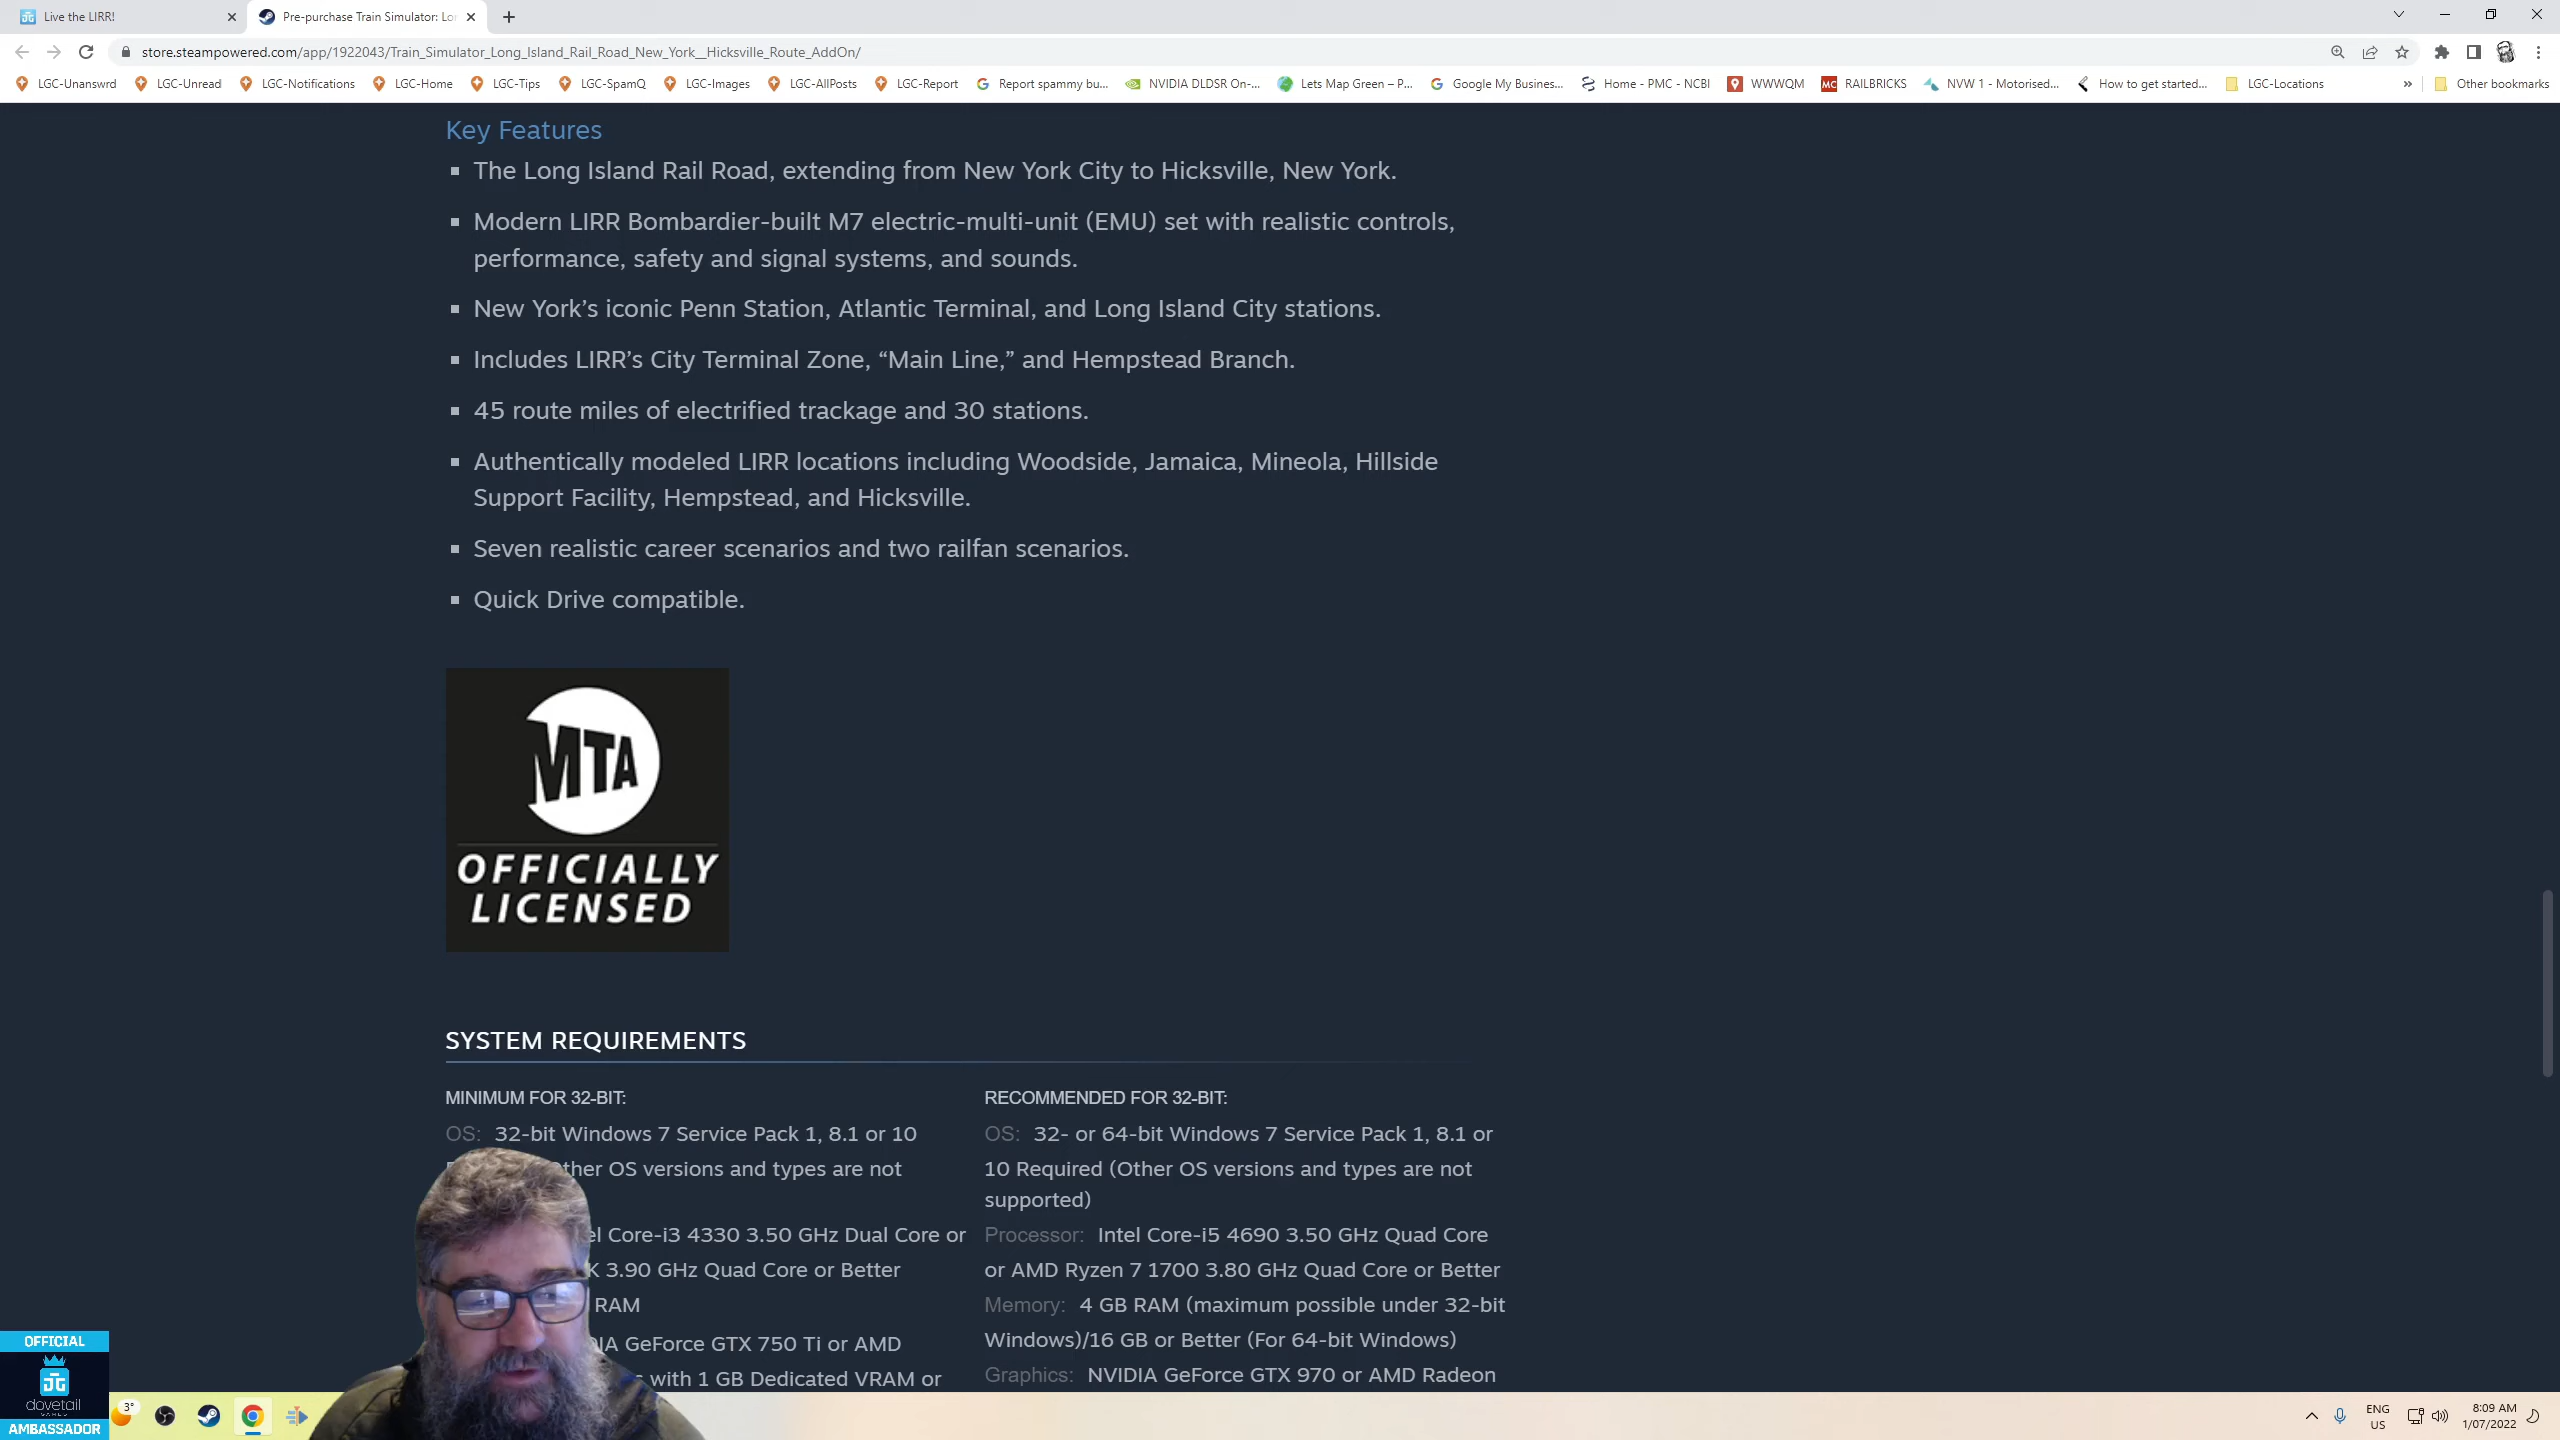 Live the LIRR!
Pre-purchase Train Simulator: Lon
store.steampowered.com/app/1922043/Train_Simulator_Long_Island_Rail_Road_New_York__Hicksville_Route_AddOn/
LGC-Unanswrd LGC-Unread LGC-Notifications LGC-Home LGC-Tips LGC-SpamQ LGC-Images LGC-AllPosts LGC-Report Report spammy bu... NVIDIA DLDSR On-... Lets Map Green – P... Google My Busines... Home - PMC - NCBI WWWQM MC RAILBRICKS NVW 1 - Motorised... How to get started... LGC-Locations » Other bookmarks
Key Features
▪ The Long Island Rail Road, extending from New York City to Hicksville, New York.
▪ Modern LIRR Bombardier-built M7 electric-multi-unit (EMU) set with realistic controls,
performance, safety and signal systems, and sounds.
▪ New York’s iconic Penn Station, Atlantic Terminal, and Long Island City stations.
▪ Includes LIRR’s City Terminal Zone, “Main Line,” and Hempstead Branch.
▪ 45 route miles of electrified trackage and 30 stations.
▪ Authentically modeled LIRR locations including Woodside, Jamaica, Mineola, Hillside
Support Facility, Hempstead, and Hicksville.
▪ Seven realistic career scenarios and two railfan scenarios.
▪ Quick Drive compatible.
MTA
OFFICIALLY
LICENSED
SYSTEM REQUIREMENTS
MINIMUM FOR 32-BIT:
OS: 32-bit Windows 7 Service Pack 1, 8.1 or 10
Other OS versions and types are not
Core-i3 4330 3.50 GHz Dual Core or
3.90 GHz Quad Core or Better
RAM
GeForce GTX 750 Ti or AMD
with 1 GB Dedicated VRAM or
RECOMMENDED FOR 32-BIT:
OS: 32- or 64-bit Windows 7 Service Pack 1, 8.1 or
10 Required (Other OS versions and types are not
supported)
Processor: Intel Core-i5 4690 3.50 GHz Quad Core
or AMD Ryzen 7 1700 3.80 GHz Quad Core or Better
Memory: 4 GB RAM (maximum possible under 32-bit
Windows)/16 GB or Better (For 64-bit Windows)
Graphics: NVIDIA GeForce GTX 970 or AMD Radeon
OFFICIAL
dovetail
GAMES
AMBASSADOR
3°
ENG
US
8:09 AM
1/07/2022